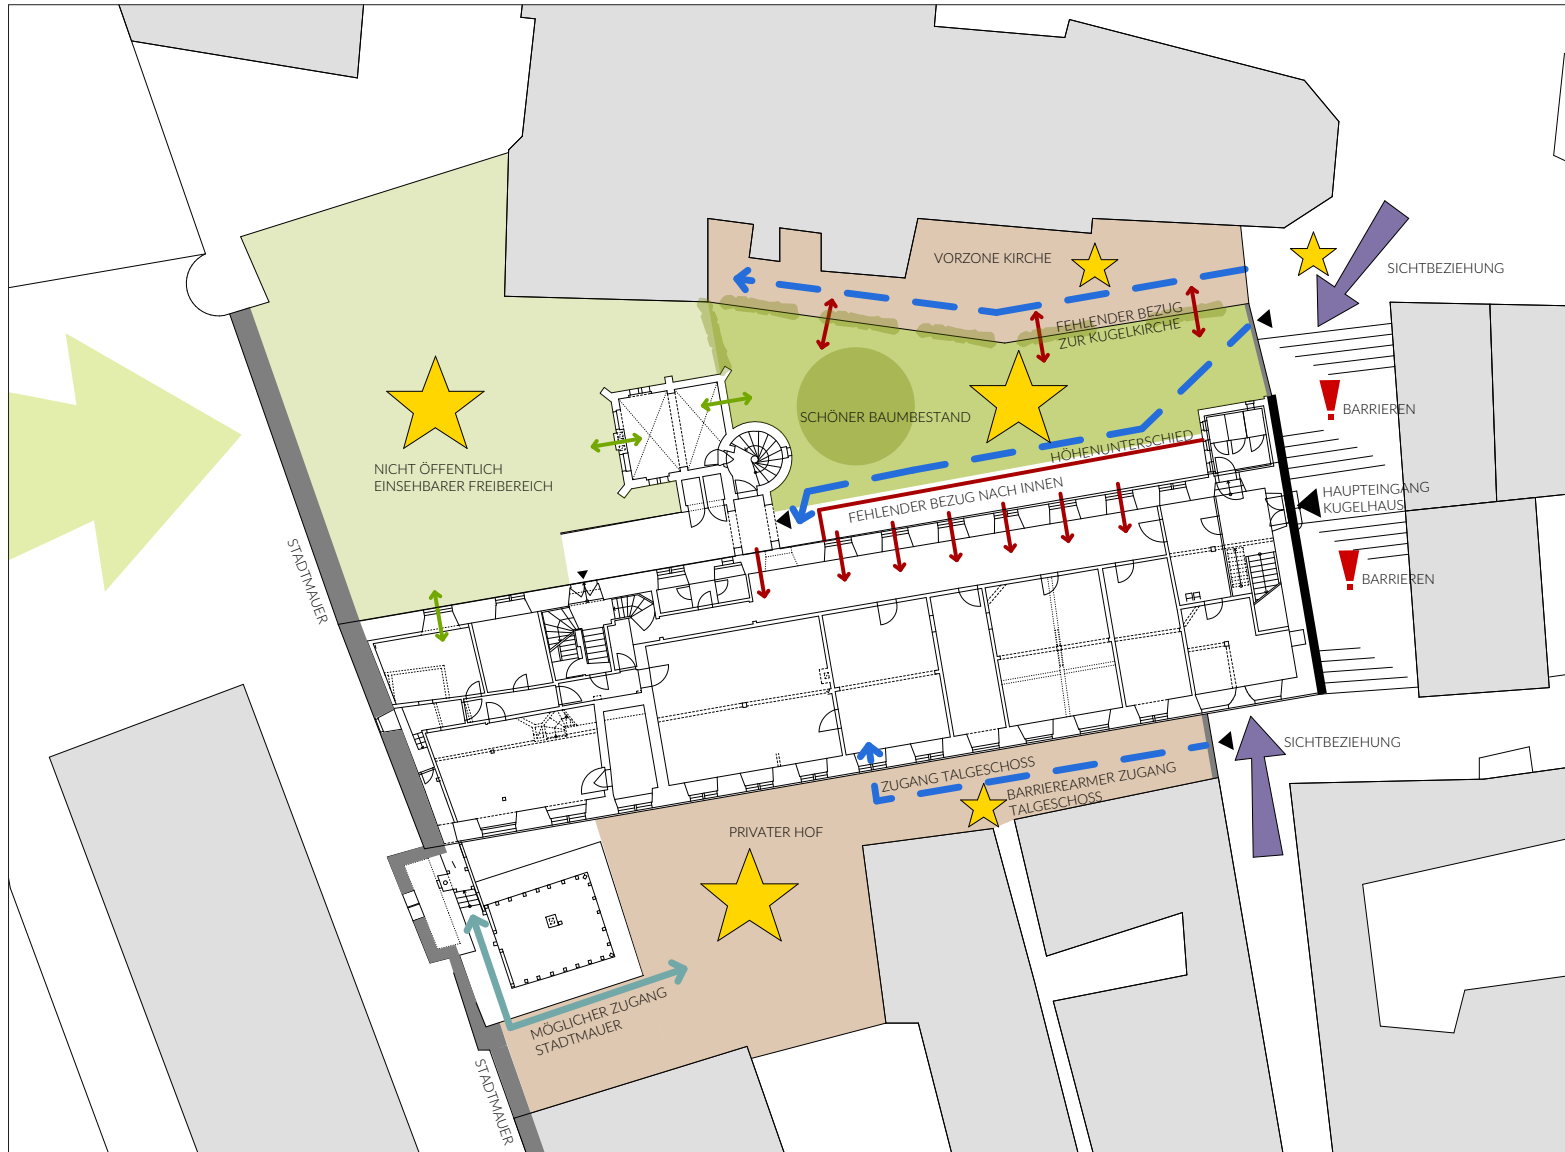 VORZONE KIRCHE
SICHTBEZIEHUNG
FEHLENDER BEZUG
ZUR KUGELKIRCHE
SCHÖNER BAUMBESTAND
BARRIEREN
HÖHENUNTERSCHIED
NICHT ÖFFENTLICH
EINSEHBARER FREIBEREICH
FEHLENDER BEZUG NACH INNEN
HAUPTEINGANG
KUGELHAUS
STADTMAUER
BARRIEREN
SICHTBEZIEHUNG
ZUGANG TALGESCHOSS
BARRIEREARMER ZUGANG
TALGESCHOSS
PRIVATER HOF
MÖGLICHER ZUGANG
STADTMAUER
STADTMAUER